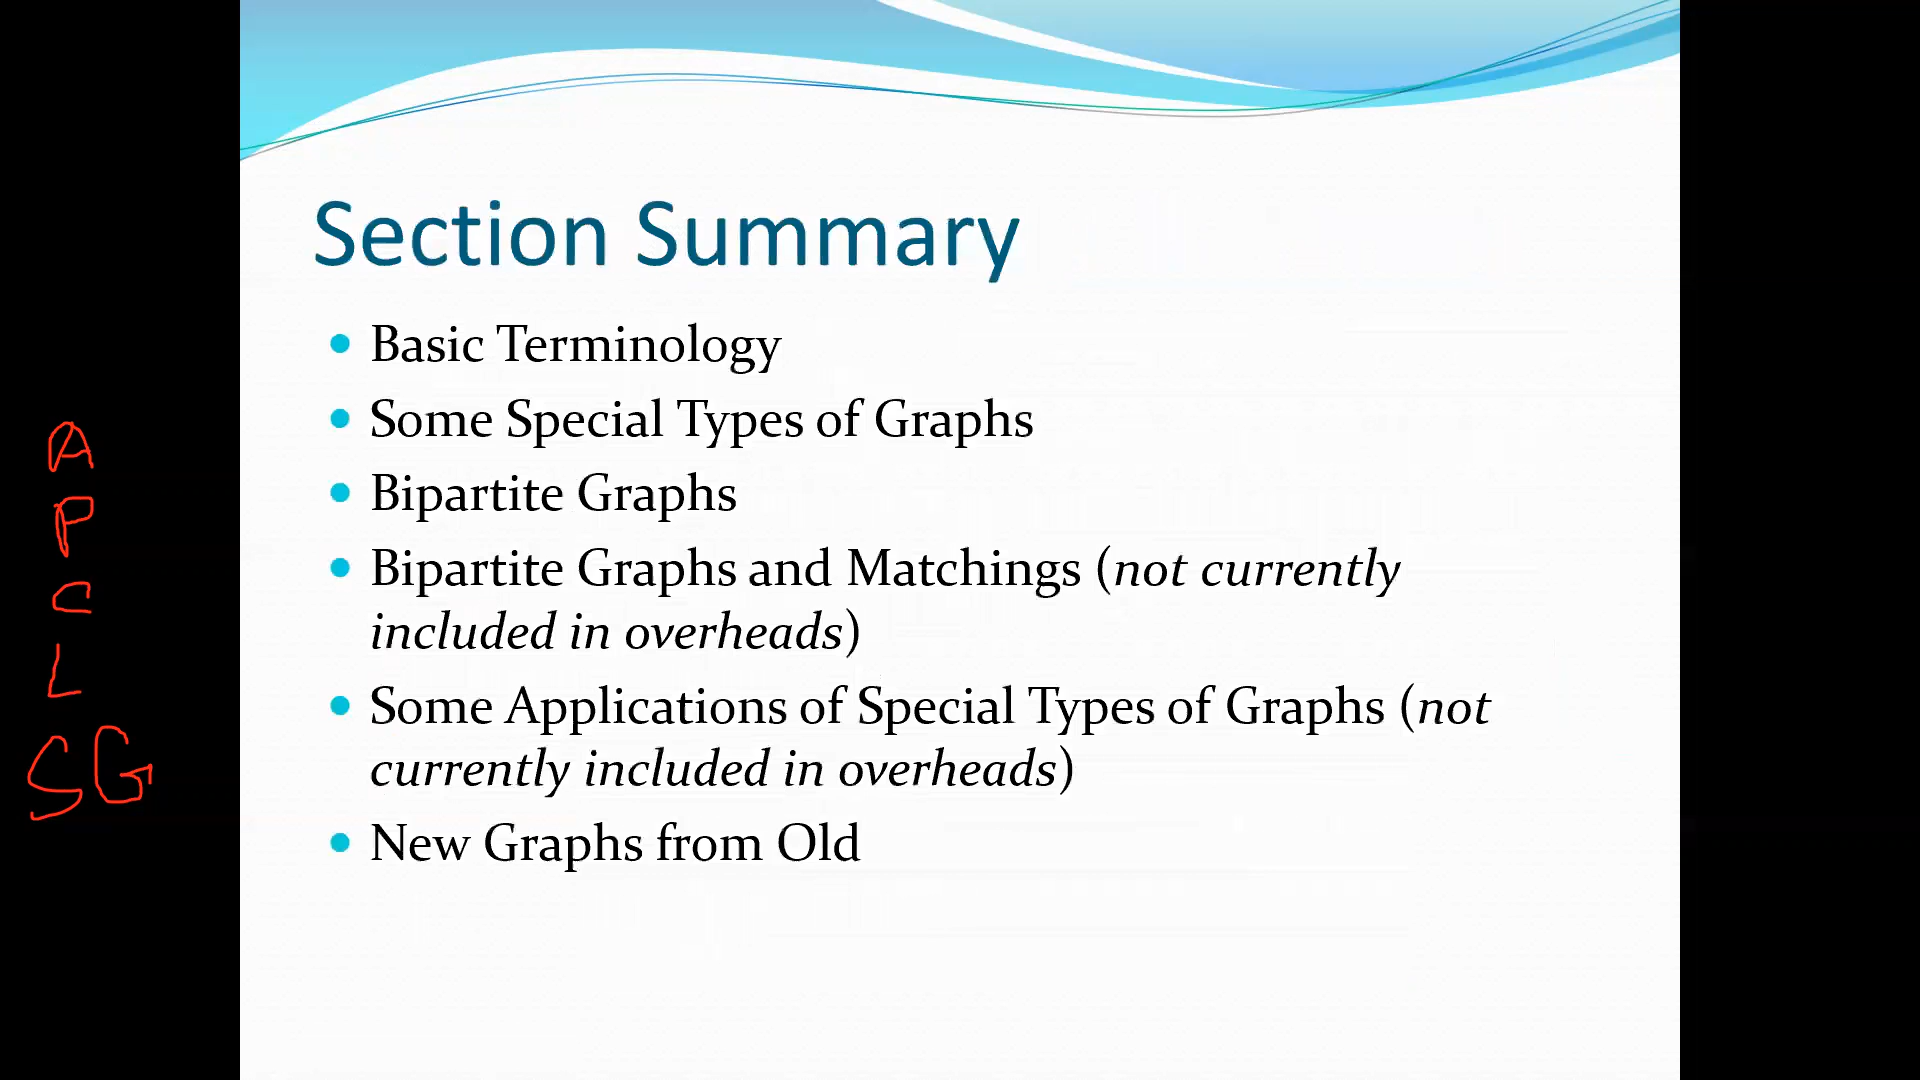 Section Summary
Basic Terminology
Some Special Types of Graphs
Bipartite Graphs
Bipartite Graphs and Matchings (not currently
included in overheads)
Some Applications of Special Types of Graphs (not
currently included in overheads)
New Graphs from Old
A
P
C
L
SG